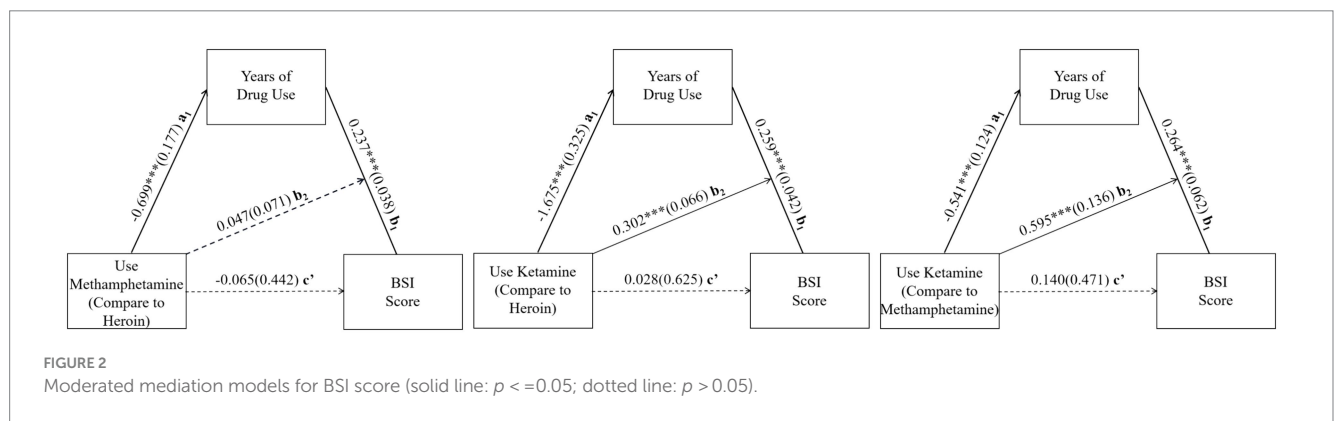 Years of
Drug Use
-0.699***(0.177) a₁
0.237***(0.038) b₁
0.047(0.071) b₂
Use
Methamphetamine
(Compare to
Heroin)
-0.065(0.442) c’
BSI
Score
Years of
Drug Use
-1.675***(0.325) a₁
0.259***(0.042) b₁
0.302***(0.066) b₂
Use Ketamine
(Compare to
Heroin)
0.028(0.625) c’
BSI
Score
Years of
Drug Use
-0.541***(0.124) a₁
0.264***(0.062) b₁
0.595***(0.136) b₂
Use Ketamine
(Compare to
Methamphetamine)
0.140(0.471) c’
BSI
Score
FIGURE 2
Moderated mediation models for BSI score (solid line: p < =0.05; dotted line: p > 0.05).